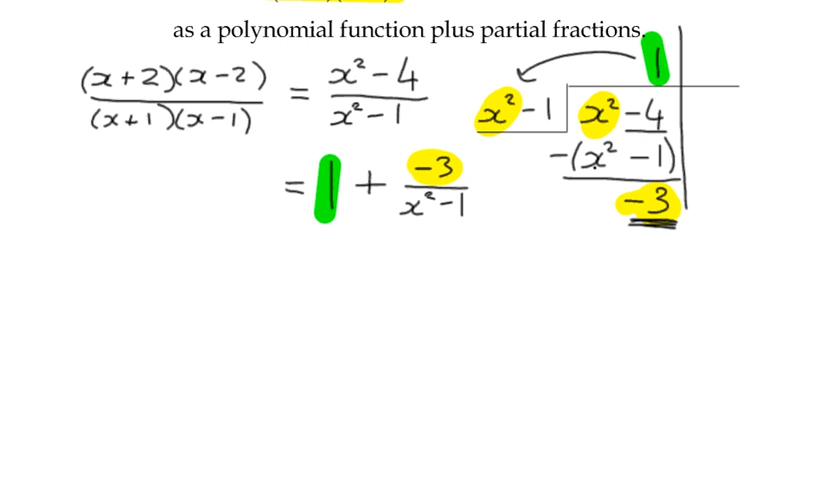 as a polynomial function plus partial fractions.
(x+2)(x-2) / (x+1)(x-1) = x² - 4 / x² - 1
= 1 + -3 / x² - 1
1
x² - 1 x² - 4
-(x² - 1)
-3